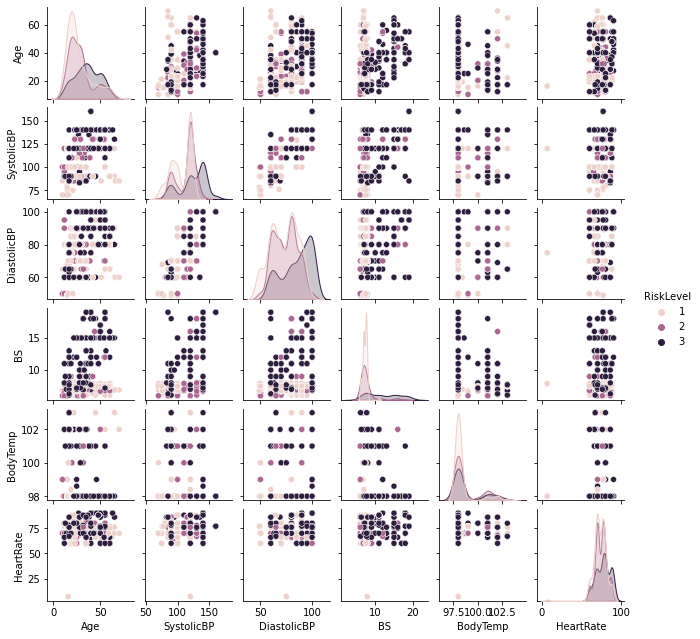 60
40
20
Age
150
125
100
75
SystolicBP
100
80
60
DiastolicBP
RiskLevel
1
2
3
15
10
BS
102
100
98
BodyTemp
75
50
25
HeartRate
0 50 50 100 150 50 100 10 20 97.5 100.0 102.5 0 100
Age SystolicBP DiastolicBP BS BodyTemp HeartRate